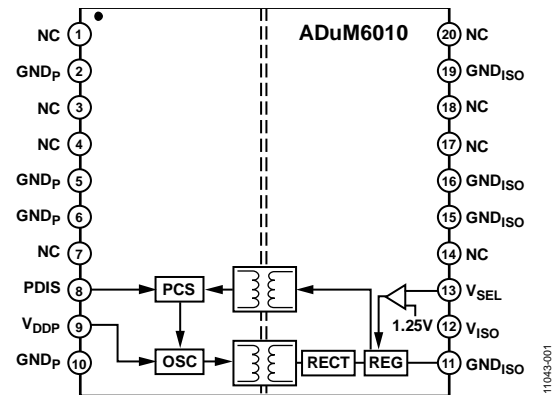 ADuM6010
NC 1
GNDP 2
NC 3
NC 4
GNDP 5
GNDP 6
NC 7
PDIS 8
VDDP 9
GNDP 10
20 NC
19 GNDISO
18 NC
17 NC
16 GNDISO
15 GNDISO
14 NC
13 VSEL
12 VISO
11 GNDISO
PCS
OSC
RECT
REG
1.25V
11043-001